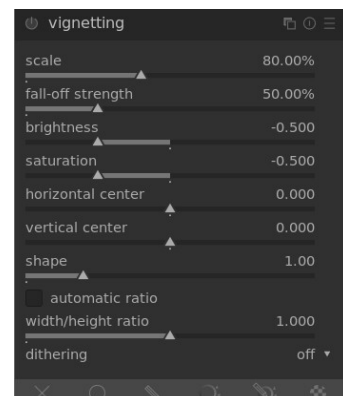 vignetting
scale 80.00%
fall-off strength 50.00%
brightness -0.500
saturation -0.500
horizontal center 0.000
vertical center 0.000
shape 1.00
automatic ratio
width/height ratio 1.000
dithering off